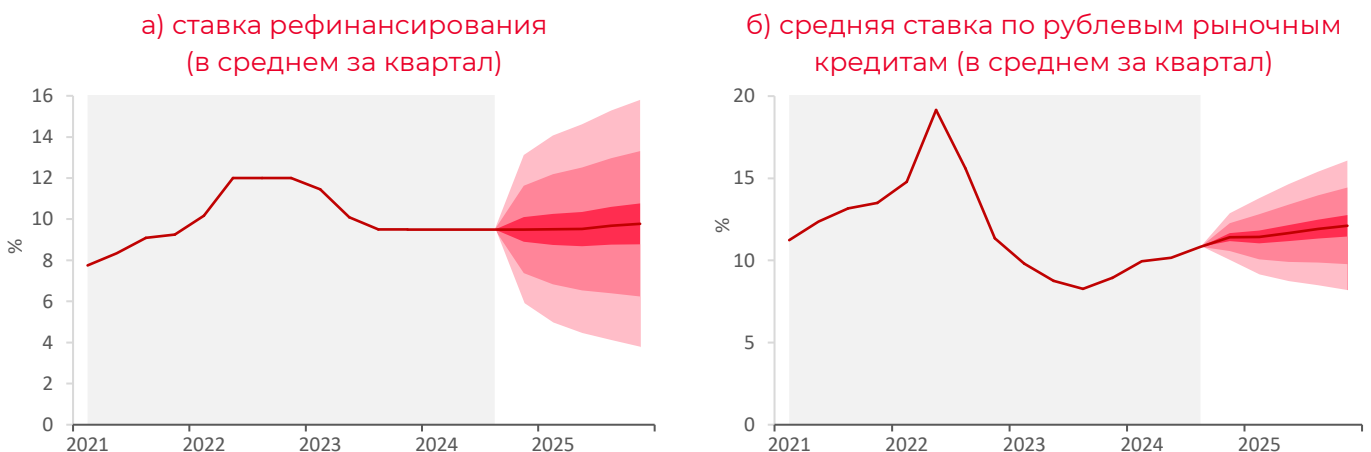 а) ставка рефинансирования
(в среднем за квартал)
16
14
12
10
8
6
4
2
0
%
2021 2022 2023 2024 2025
б) средняя ставка по рублевым рыночным
кредитам (в среднем за квартал)
20
15
10
5
0
%
2021 2022 2023 2024 2025